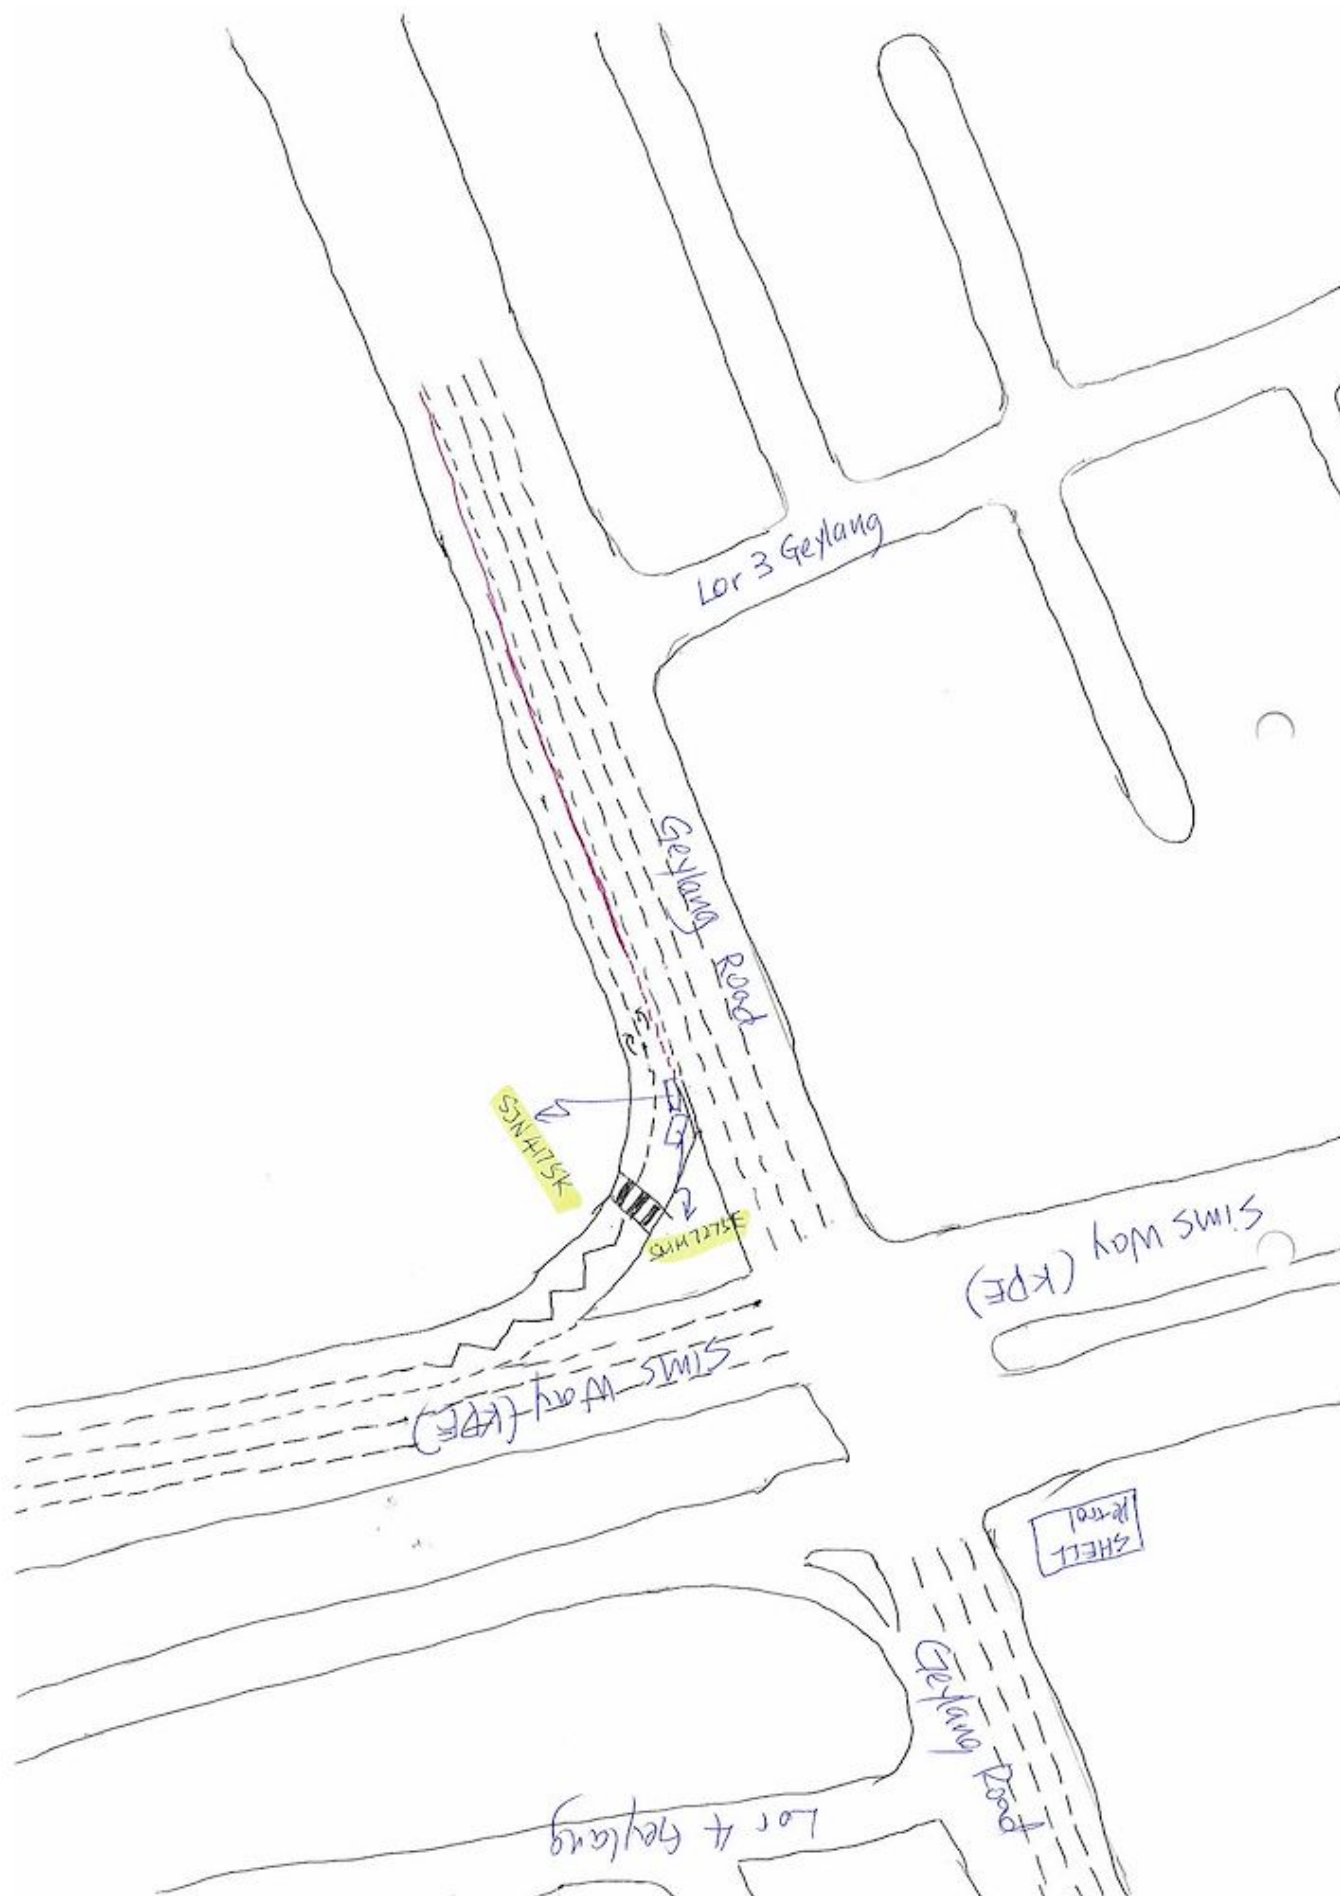 Lor 3 Geylang
Geylang Road
SJN4175K
Sims Way (KPE)
Sims Way (KPE)
SHELL
Petrol
Geylang Road
Lor 4 Geylang